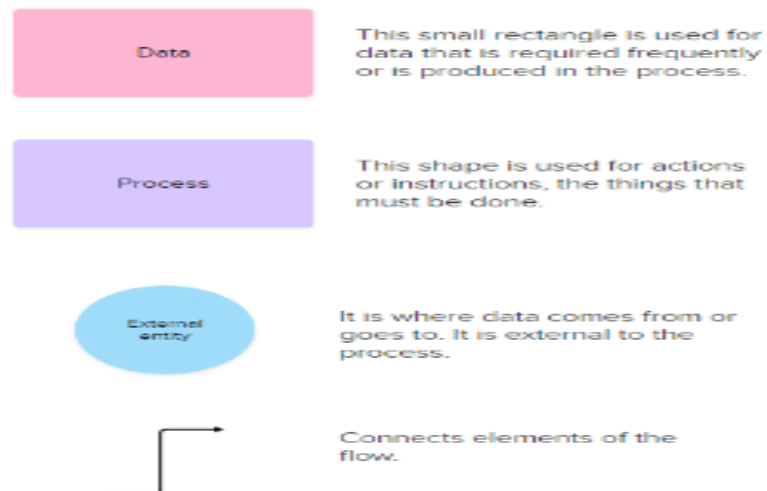 Data
This small rectangle is used for
data that is required frequently
or is produced in the process.
Process
This shape is used for actions
or instructions, the things that
must be done.
External
entity
It is where data comes from or
goes to. It is external to the
process.
Connects elements of the
flow.